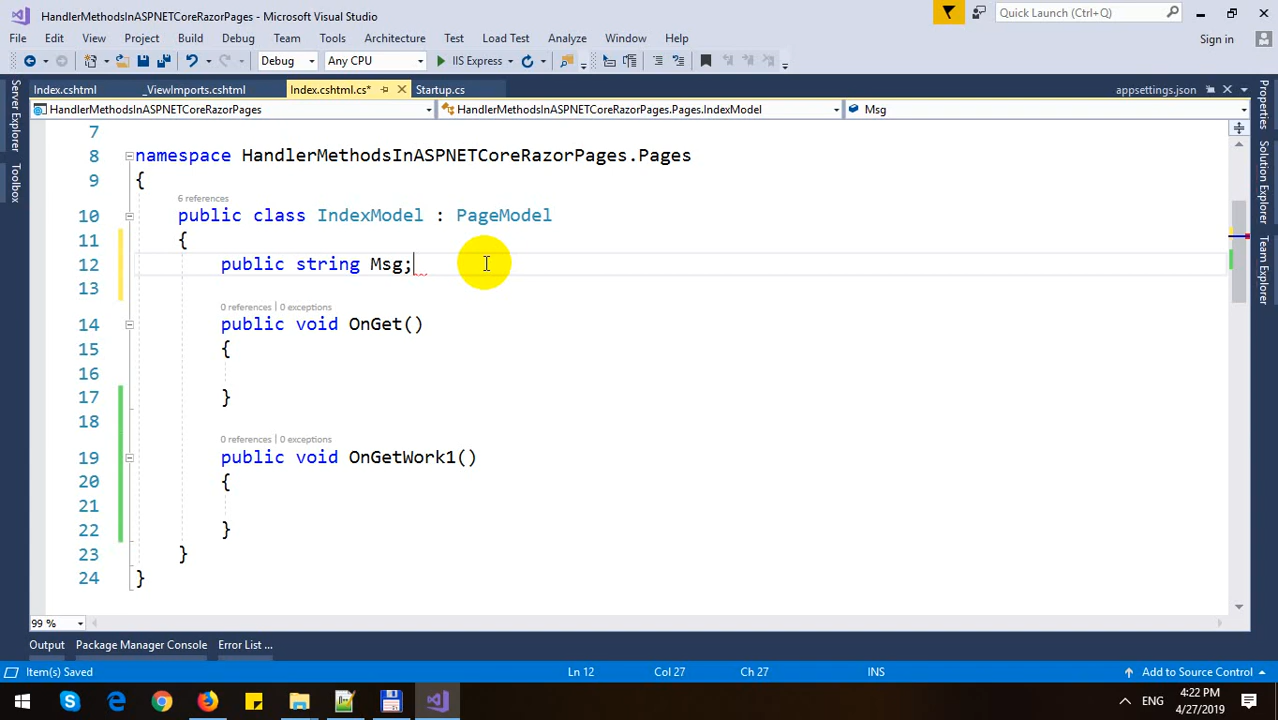 HandlerMethodsInASPNETCoreRazorPages - Microsoft Visual Studio
Quick Launch (Ctrl+Q)
File Edit View Project Build Debug Team Tools Architecture Test Load Test Analyze Window Help
Sign in
Debug Any CPU IIS Express
Index.cshtml _ViewImports.cshtml Index.cshtml.cs* Startup.cs appsettings.json
HandlerMethodsInASPNETCoreRazorPages HandlerMethodsInASPNETCoreRazorPages.Pages.IndexModel Msg
Server Explorer
Toolbox
Properties
Solution Explorer
Team Explorer
7
8 namespace HandlerMethodsInASPNETCoreRazorPages.Pages
9 {
6 references
10 public class IndexModel : PageModel
11 {
12 public string Msg;
13
0 references | 0 exceptions
14 public void OnGet()
15 {
16
17 }
18
0 references | 0 exceptions
19 public void OnGetWork1()
20 {
21
22 }
23 }
24 }
99 %
Output Package Manager Console Error List ...
Item(s) Saved Ln 12 Col 27 Ch 27 INS Add to Source Control
ENG 4:22 PM
4/27/2019